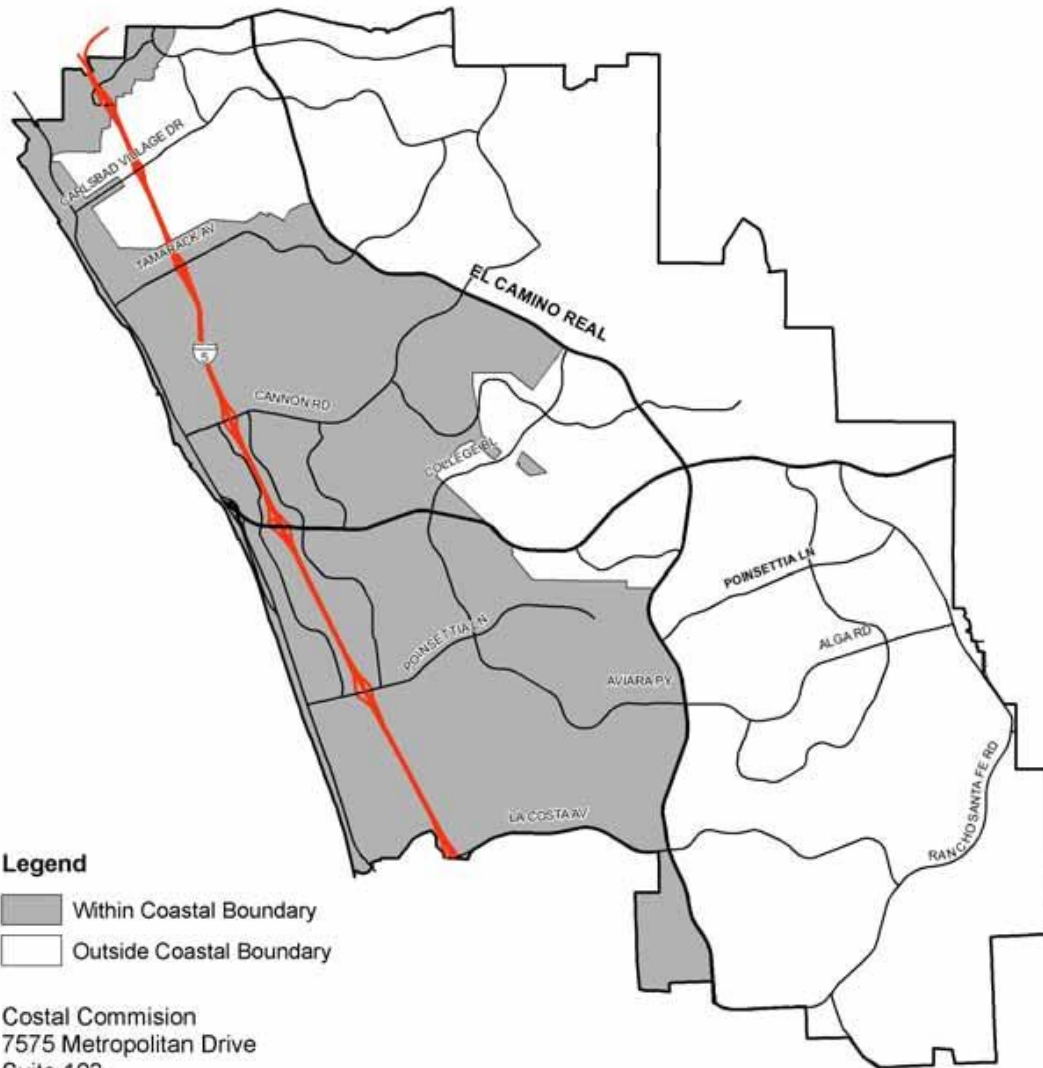 CARLSBAD VILLAGE DR
TAMARACK AV
EL CAMINO REAL
5
CANNON RD
COLLEGE BL
POINSETTIA LN
POINSETTIA LN
ALGA RD
AVIARA PY
RANCHO SANTA FE RD
LA COSTA AV
Legend
Within Coastal Boundary
Outside Coastal Boundary
Costal Commision
7575 Metropolitan Drive
Suite 103